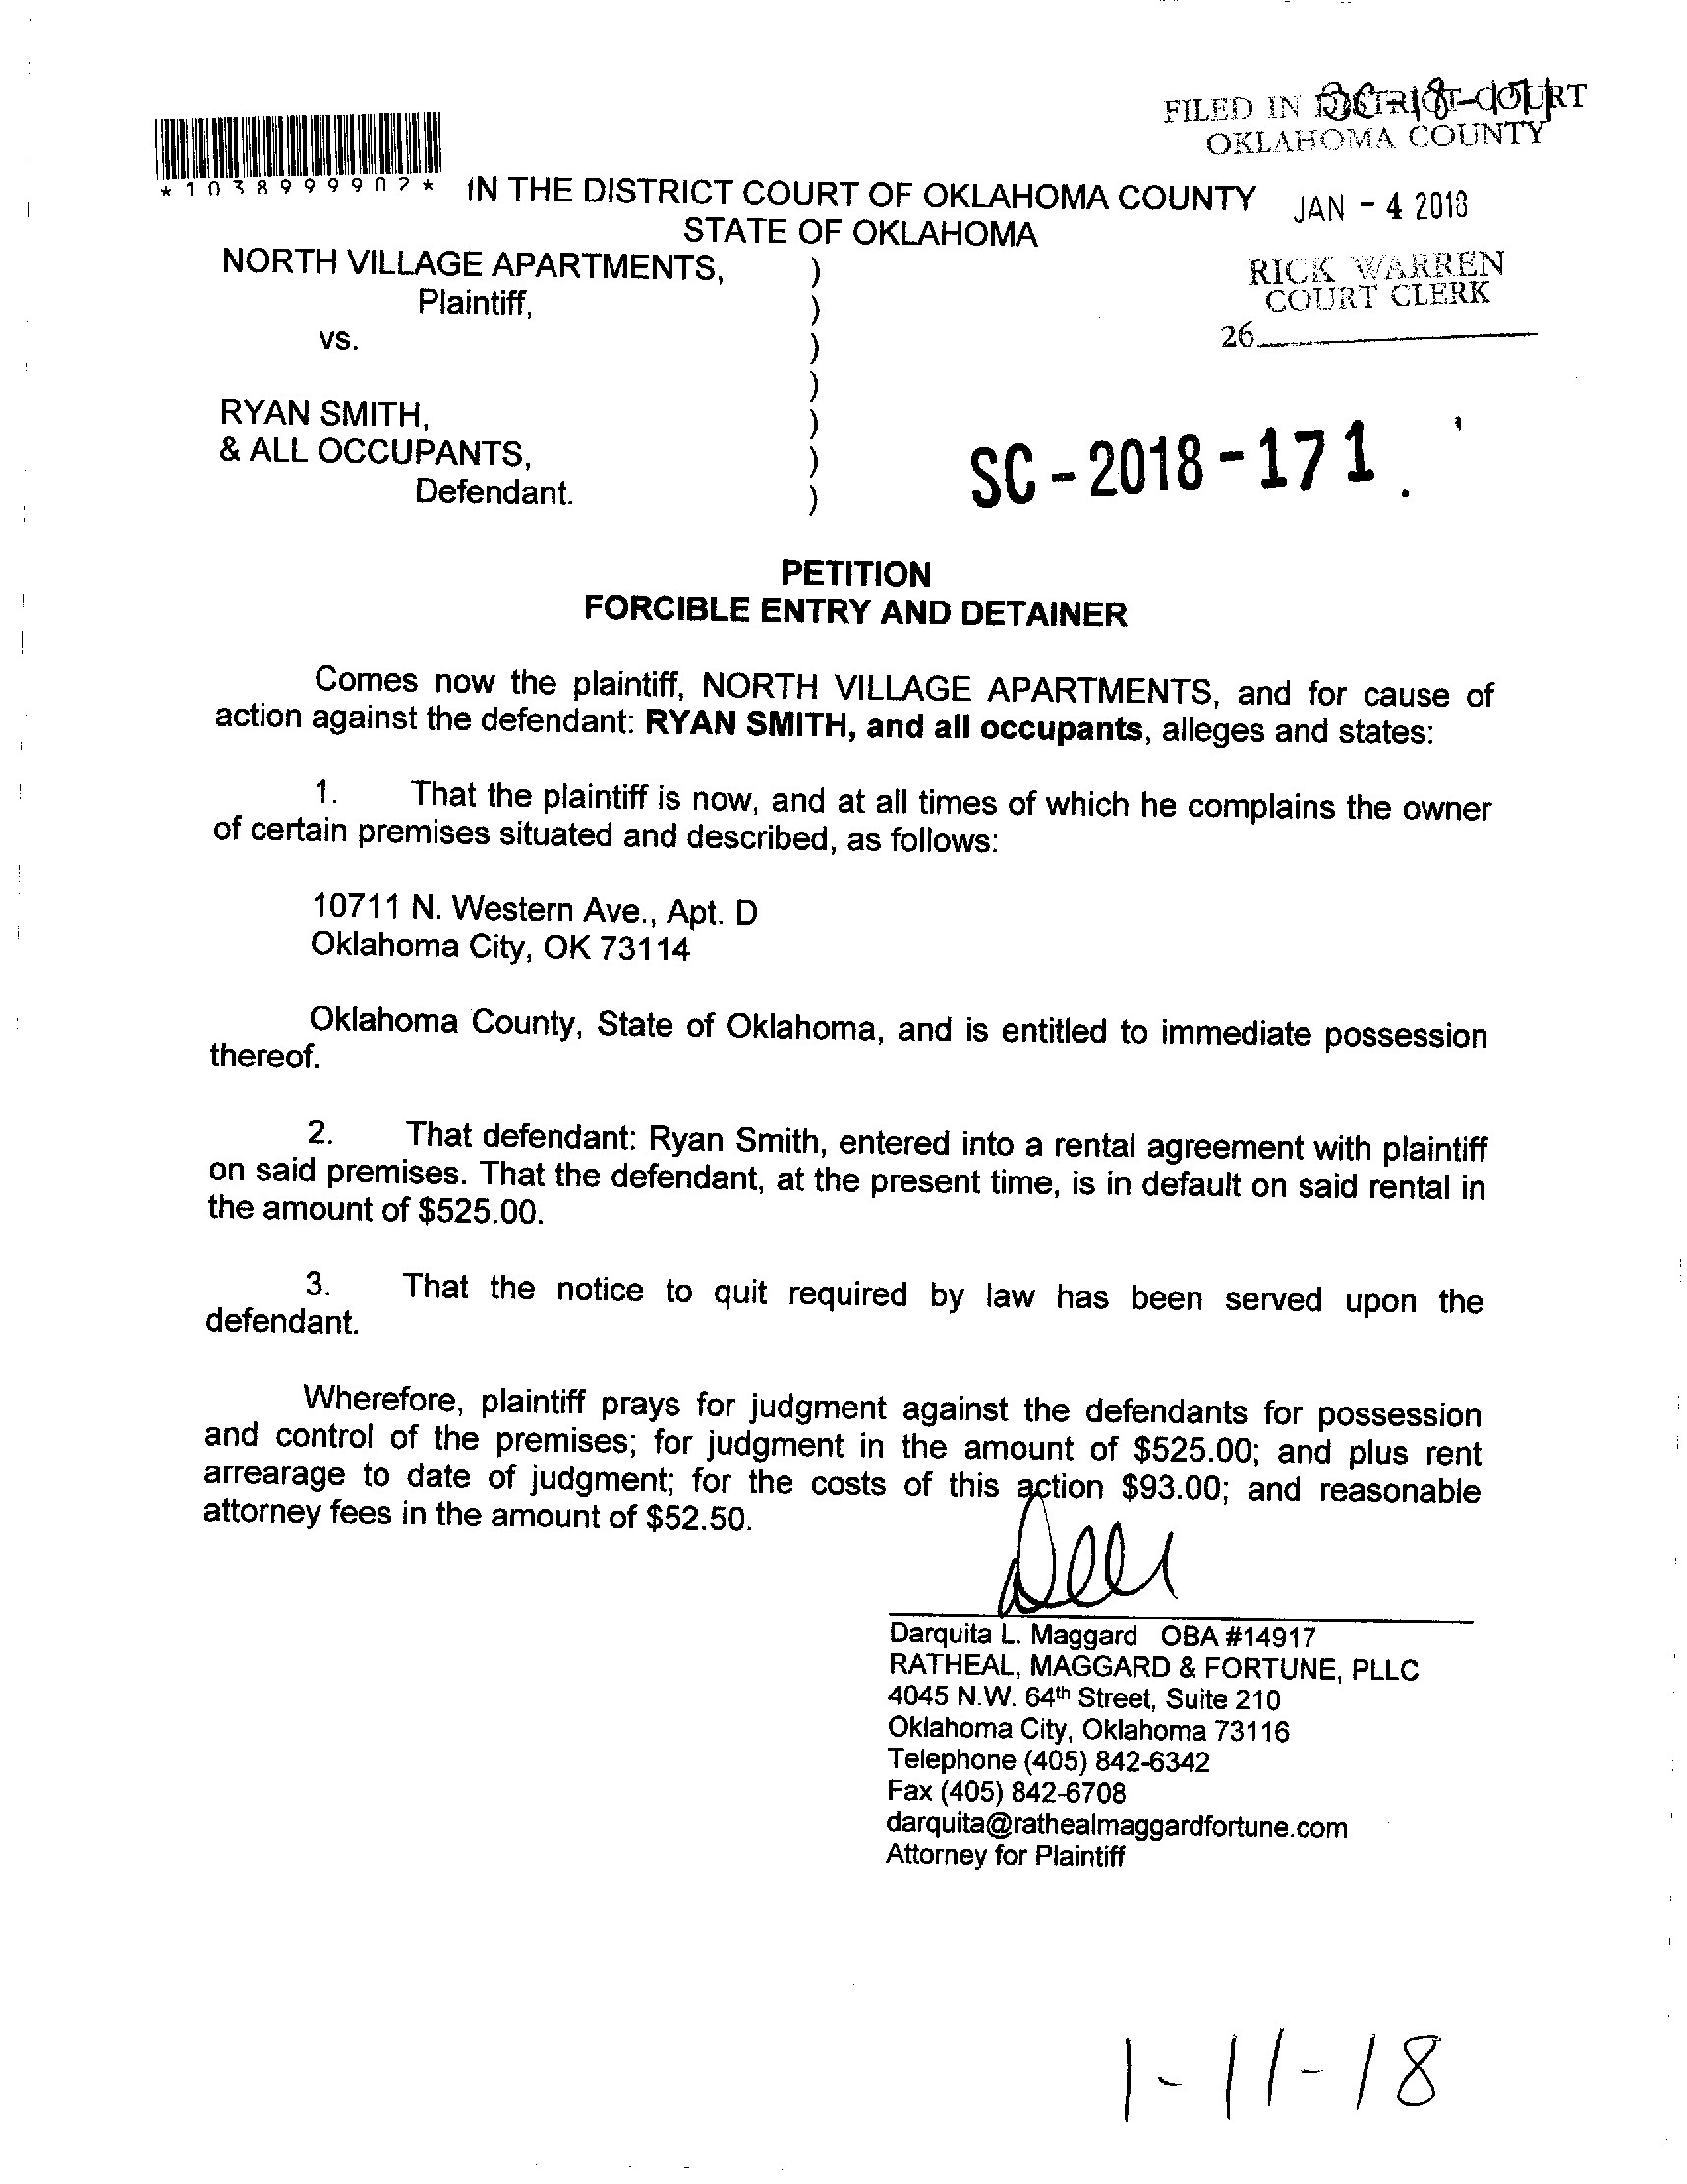 FILED IN DISTRICT COURT
OKLAHOMA COUNTY
*1038999902*
IN THE DISTRICT COURT OF OKLAHOMA COUNTY
JAN - 4 2018
STATE OF OKLAHOMA
NORTH VILLAGE APARTMENTS, )
RICK WARREN
Plaintiff, )
COURT CLERK
vs. )
26
)
RYAN SMITH, )
& ALL OCCUPANTS, )
SC - 2018 - 171
Defendant. )
PETITION
FORCIBLE ENTRY AND DETAINER
Comes now the plaintiff, NORTH VILLAGE APARTMENTS, and for cause of
action against the defendant: RYAN SMITH, and all occupants, alleges and states:
1. That the plaintiff is now, and at all times of which he complains the owner
of certain premises situated and described, as follows:
10711 N. Western Ave., Apt. D
Oklahoma City, OK 73114
Oklahoma County, State of Oklahoma, and is entitled to immediate possession
thereof.
2. That defendant: Ryan Smith, entered into a rental agreement with plaintiff
on said premises. That the defendant, at the present time, is in default on said rental in
the amount of $525.00.
3. That the notice to quit required by law has been served upon the
defendant.
Wherefore, plaintiff prays for judgment against the defendants for possession
and control of the premises; for judgment in the amount of $525.00; and plus rent
arrearage to date of judgment; for the costs of this action $93.00; and reasonable
attorney fees in the amount of $52.50.
Darquita L. Maggard OBA #14917
RATHEAL, MAGGARD & FORTUNE, PLLC
4045 N.W. 64th Street, Suite 210
Oklahoma City, Oklahoma 73116
Telephone (405) 842-6342
Fax (405) 842-6708
darquita@rathealmaggardfortune.com
Attorney for Plaintiff
1-11-18